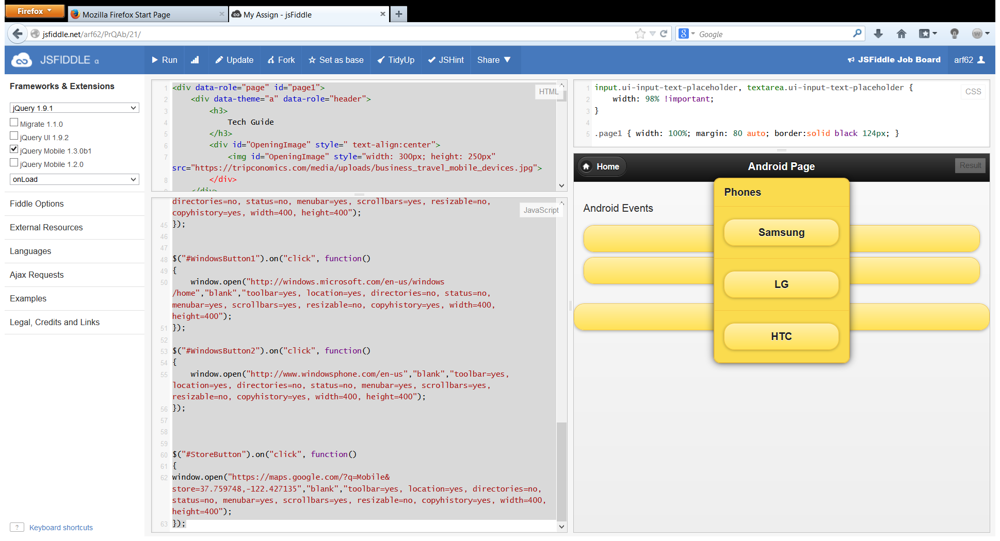 Firefox
Mozilla Firefox Start Page
My Assign - jsFiddle
jsfiddle.net/arf62/PrQAb/21/
Google
JSFIDDLE α
Run
Update
Fork
Set as base
TidyUp
JSHint
Share
JSFiddle Job Board
arf62
Frameworks & Extensions
jQuery 1.9.1
Migrate 1.1.0
jQuery UI 1.9.2
jQuery Mobile 1.3.0b1
jQuery Mobile 1.2.0
onLoad
Fiddle Options
External Resources
Languages
Ajax Requests
Examples
Legal, Credits and Links
? Keyboard shortcuts
HTML
1 <div data-role="page" id="page1">
2 <div data-theme="a" data-role="header">
3 <h3>
4 Tech Guide
5 </h3>
6 <div id="OpeningImage" style=" text-align:center">
7 <img id="OpeningImage" style="width: 300px; height: 250px"
src="https://tripconomics.com/media/uploads/business_travel_mobile_devices.jpg">
8 </div>
9 </div>
JavaScript
directories=no, status=no, menubar=yes, scrollbars=yes, resizable=no,
copyhistory=yes, width=400, height=400");
45 });
46
47
48 $("#WindowsButton1").on("click", function()
49 {
50 window.open("http://windows.microsoft.com/en-us/windows
/home","blank","toolbar=yes, location=yes, directories=no, status=no,
menubar=yes, scrollbars=yes, resizable=no, copyhistory=yes, width=400,
height=400");
51 });
52
53 $("#WindowsButton2").on("click", function()
54 {
55 window.open("http://www.windowsphone.com/en-us","blank","toolbar=yes,
location=yes, directories=no, status=no, menubar=yes, scrollbars=yes,
resizable=no, copyhistory=yes, width=400, height=400");
56 });
57
58
59
60 $("#StoreButton").on("click", function()
61 {
62 window.open("https://maps.google.com/?q=Mobile&
store=37.759748,-122.427135","blank","toolbar=yes, location=yes, directories=no,
status=no, menubar=yes, scrollbars=yes, resizable=no, copyhistory=yes, width=400,
height=400");
63 });
CSS
1 input.ui-input-text-placeholder, textarea.ui-input-text-placeholder {
2 width: 98% !important;
3 }
4
5 .page1 { width: 100%; margin: 80 auto; border:solid black 124px; }
Home
Android Page
Result
Android Events
Phones
Samsung
LG
HTC